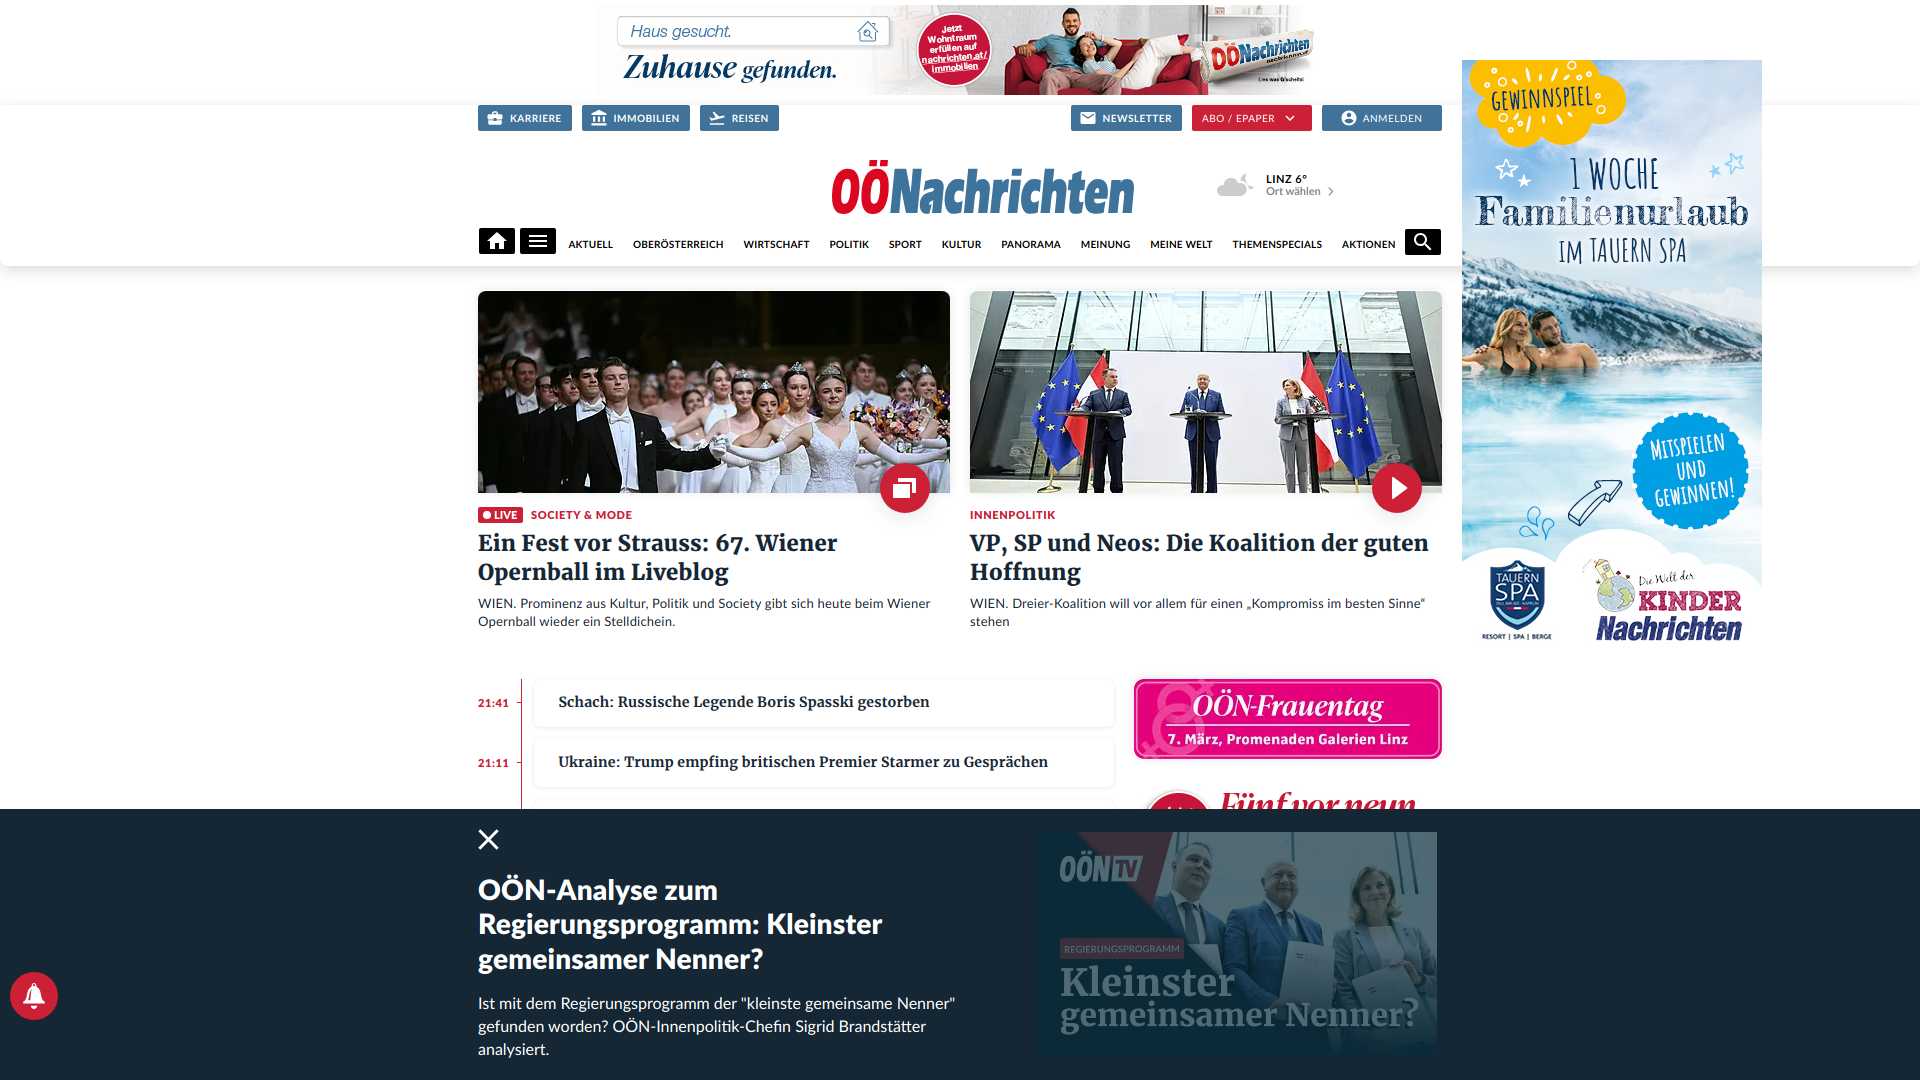 Haus gesucht.
Zuhause gefunden.
Jetzt
Wohntraum
erfüllen auf
nachrichten.at/
immobilien
OÖNachrichten
Lies was G'scheites!
KARRIERE
IMMOBILIEN
REISEN
NEWSLETTER
ABO / EPAPER
ANMELDEN
OÖNachrichten
LINZ 6°
Ort wählen
AKTUELL
OBERÖSTERREICH
WIRTSCHAFT
POLITIK
SPORT
KULTUR
PANORAMA
MEINUNG
MEINE WELT
THEMENSPECIALS
AKTIONEN
GEWINNSPIEL
1 WOCHE
Familienurlaub
IM TAUERN SPA
MITSPIELEN
UND
GEWINNEN!
TAUERN
SPA
RESORT | SPA | BERGE
Die Welt der
KINDER
Nachrichten
LIVE SOCIETY & MODE
Ein Fest vor Strauss: 67. Wiener
Opernball im Liveblog
WIEN. Prominenz aus Kultur, Politik und Society gibt sich heute beim Wiener
Opernball wieder ein Stelldichein.
INNENPOLITIK
VP, SP und Neos: Die Koalition der guten
Hoffnung
WIEN. Dreier-Koalition will vor allem für einen „Kompromiss im besten Sinne“
stehen
21:41 Schach: Russische Legende Boris Spasski gestorben
21:11 Ukraine: Trump empfing britischen Premier Starmer zu Gesprächen
OÖN-Frauentag
7. März, Promenaden Galerien Linz
Fünf vor neun
OÖN-Analyse zum
Regierungsprogramm: Kleinster
gemeinsamer Nenner?
Ist mit dem Regierungsprogramm der "kleinste gemeinsame Nenner"
gefunden worden? OÖN-Innenpolitik-Chefin Sigrid Brandstätter
analysiert.
OÖN TV
REGIERUNGSPROGRAMM
Kleinster
gemeinsamer Nenner?